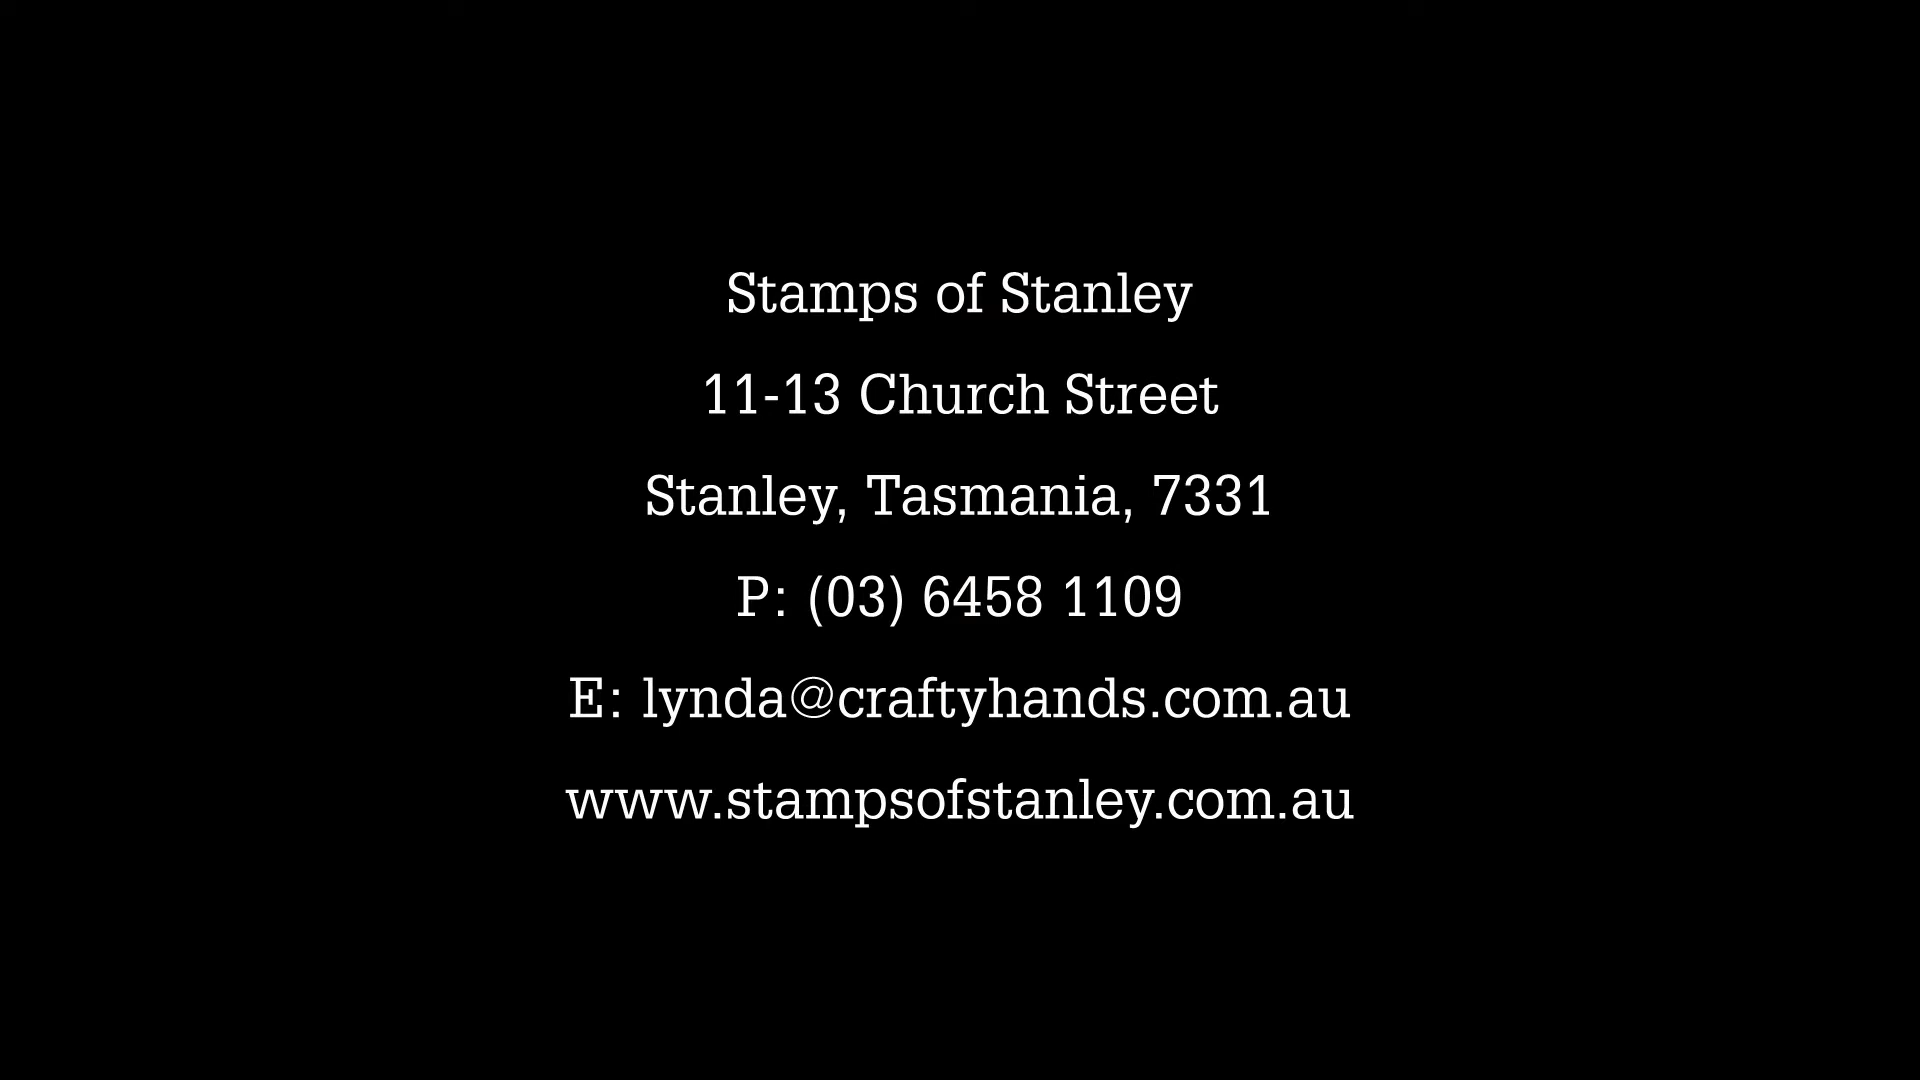 Stamps of Stanley
11-13 Church Street
Stanley, Tasmania, 7331
P: (03) 6458 1109
E: lynda@craftyhands.com.au
www.stampsofstanley.com.au